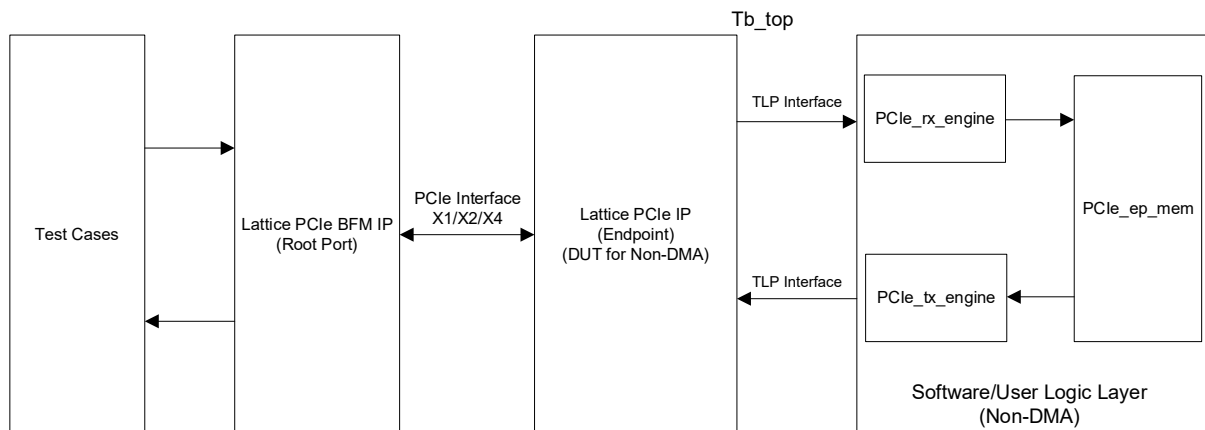 Tb_top
Test Cases
Lattice PCIe BFM IP
(Root Port)
PCIe Interface
X1/X2/X4
Lattice PCIe IP
(Endpoint)
(DUT for Non-DMA)
TLP Interface
TLP Interface
PCIe_rx_engine
PCIe_ep_mem
PCIe_tx_engine
Software/User Logic Layer
(Non-DMA)